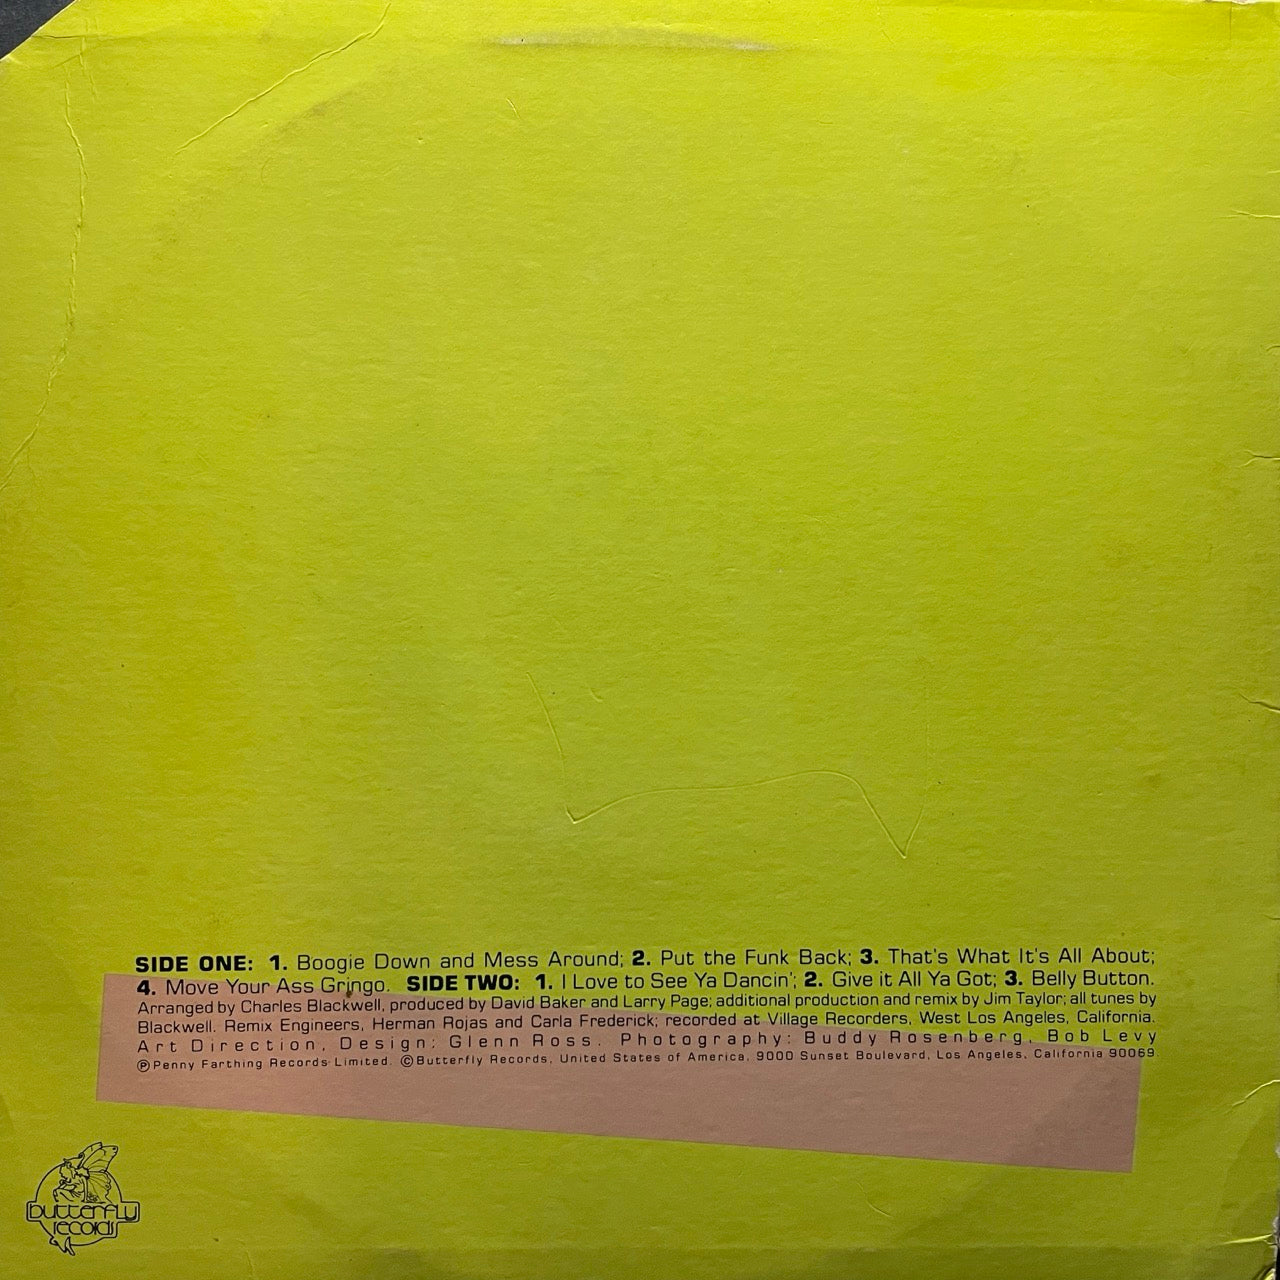 SIDE ONE: 1. Boogie Down and Mess Around; 2. Put the Funk Back; 3. That's What It's All About;
4. Move Your Ass Gringo. SIDE TWO: 1. I Love to See Ya Dancin'; 2. Give it All Ya Got; 3. Belly Button.
Arranged by Charles Blackwell, produced by David Baker and Larry Page; additional production and remix by Jim Taylor; all tunes by
Blackwell. Remix Engineers, Herman Rojas and Carla Frederick; recorded at Village Recorders, West Los Angeles, California.
Art Direction, Design: Glenn Ross. Photography: Buddy Rosenberg, Bob Levy
ⓅPenny Farthing Records Limited. ©Butterfly Records, United States of America, 9000 Sunset Boulevard, Los Angeles, California 90069.
butterfly
records